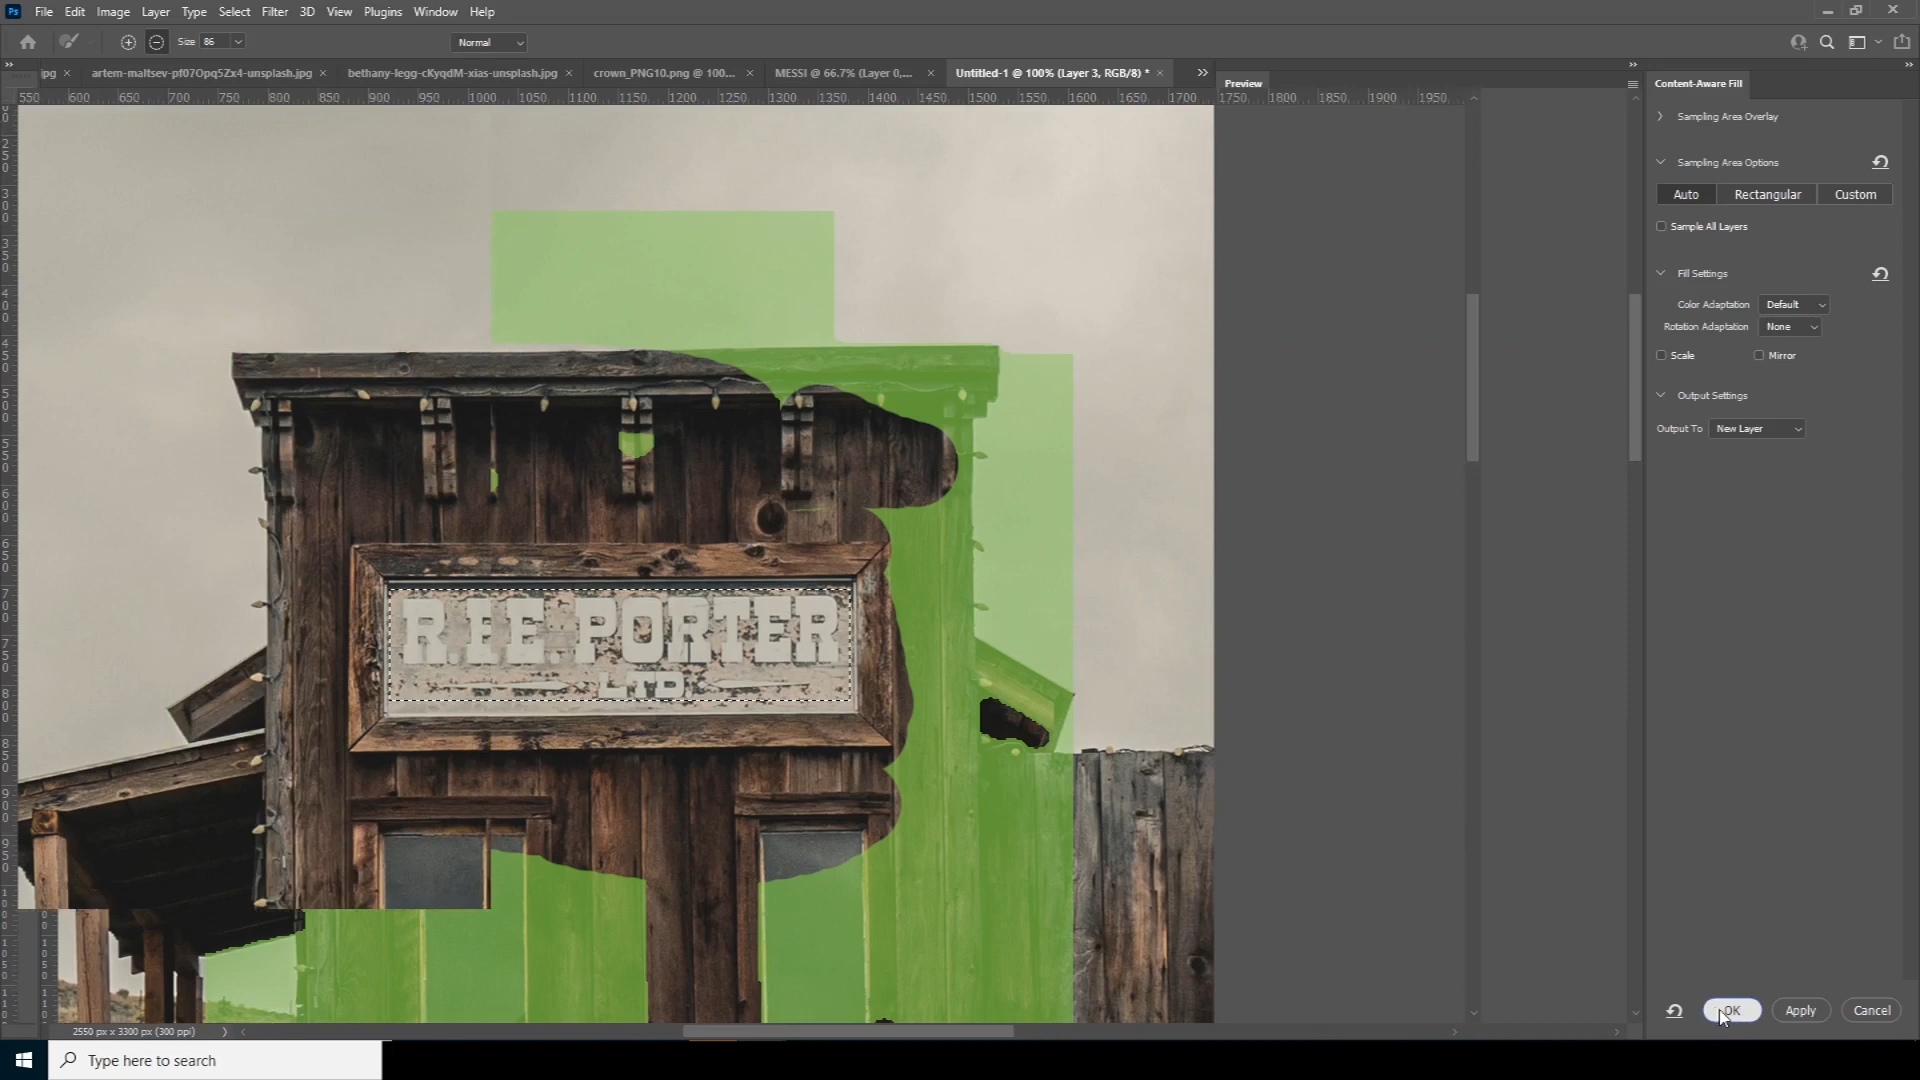 Ps File Edit Image Layer Type Select Filter 3D View Plugins Window Help
Size 86 Normal
jpg × artem-maltsev-pf07Opq5Zx4-unsplash.jpg × bethany-legg-cKyqdM-xias-unsplash.jpg × crown_PNG10.png @ 100... × MESSI @ 66.7% (Layer 0,... × Untitled-1 @ 100% (Layer 3, RGB/8) * ×
Preview
Content-Aware Fill
550 600 650 700 750 800 850 900 950 1000 1050 1100 1150 1200 1250 1300 1350 1400 1450 1500 1550 1600 1650 1700 1750 1800 1850 1900 1950
Sampling Area Overlay
Sampling Area Options
Auto Rectangular Custom
Sample All Layers
Fill Settings
Color Adaptation Default
Rotation Adaptation None
Scale Mirror
Output Settings
Output To New Layer
R.I.E. PORTER
LTD.
OK Apply Cancel
2550 px x 3300 px (300 ppi)
Type here to search